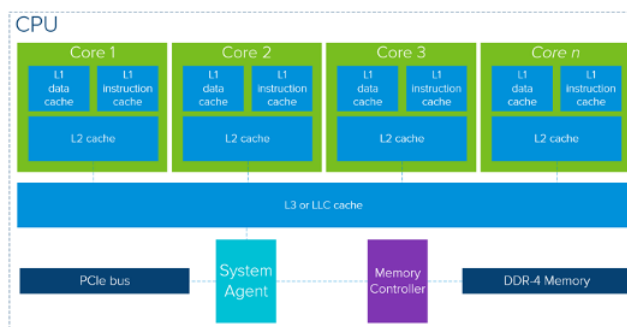 CPU
Core 1
Core 2
Core 3
Core n
L1
data
cache
L1
instruction
cache
L1
data
cache
L1
instruction
cache
L1
data
cache
L1
instruction
cache
L1
data
cache
L1
instruction
cache
L2 cache
L2 cache
L2 cache
L2 cache
L3 or LLC cache
PCIe bus
System
Agent
Memory
Controller
DDR-4 Memory